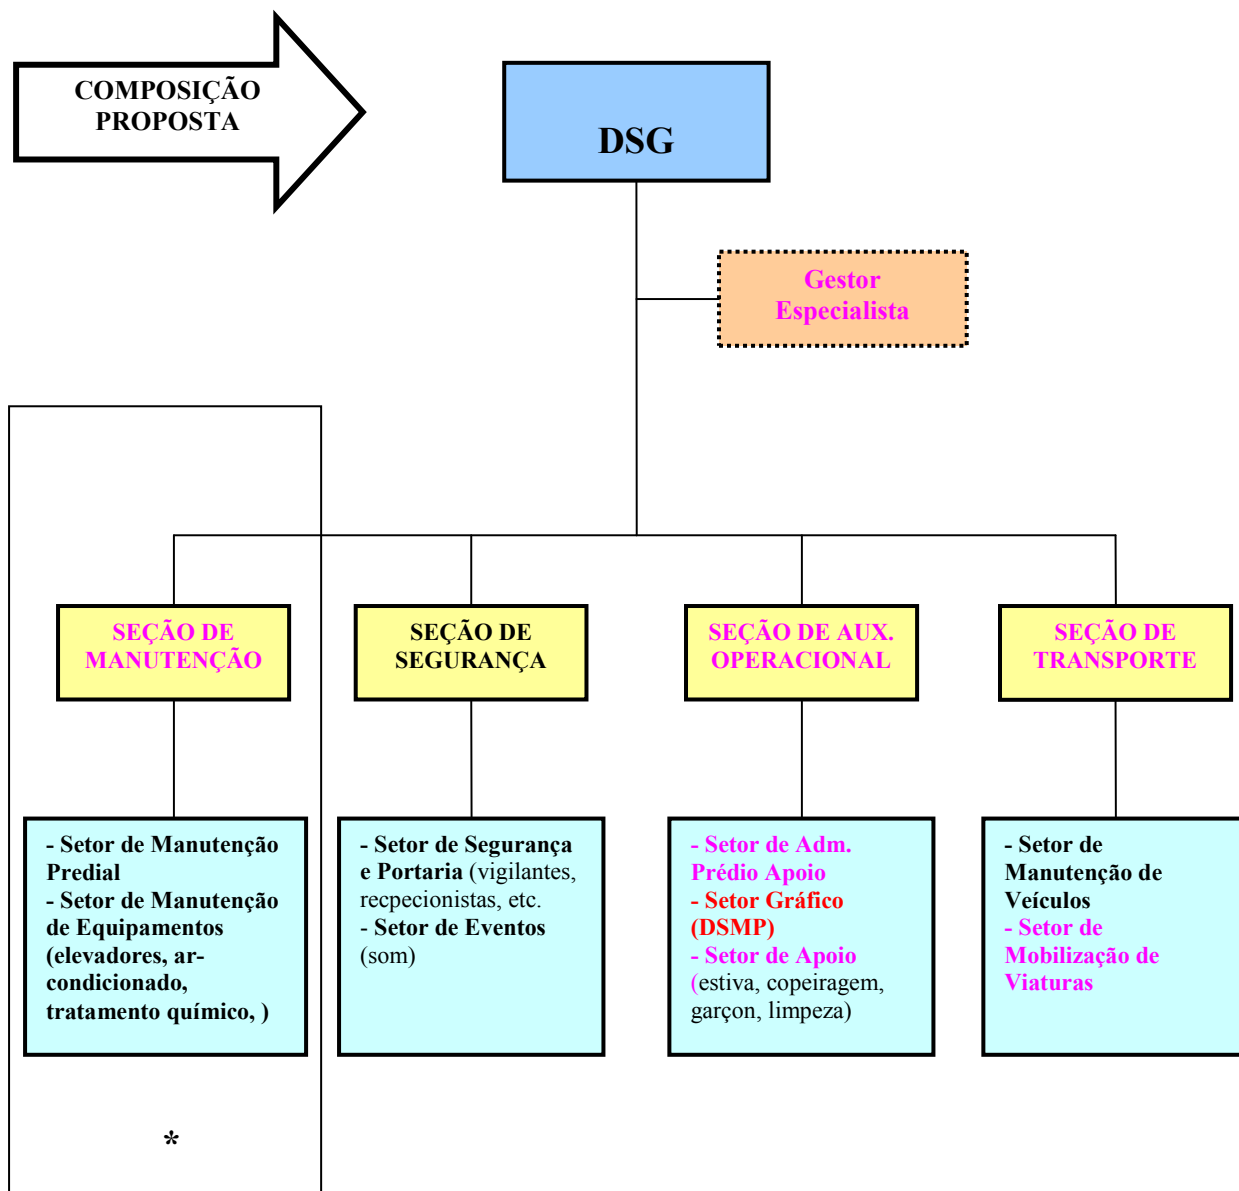 COMPOSIÇÃO
PROPOSTA
DSG
Gestor
Especialista
SEÇÃO DE
MANUTENÇÃO
SEÇÃO DE
SEGURANÇA
SEÇÃO DE AUX.
OPERACIONAL
SEÇÃO DE
TRANSPORTE
- Setor de Manutenção
Predial
- Setor de Manutenção
de Equipamentos
(elevadores, ar-
condicionado,
tratamento químico, )
- Setor de Segurança
e Portaria (vigilantes,
recpecionistas, etc.
- Setor de Eventos
(som)
- Setor de Adm.
Prédio Apoio
- Setor Gráfico
(DSMP)
- Setor de Apoio
(estiva, copeiragem,
garçon, limpeza)
- Setor de
Manutenção de
Veículos
- Setor de
Mobilização de
Viaturas
*